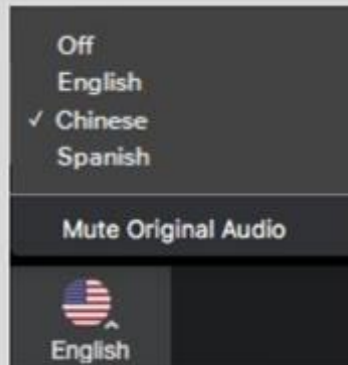 Off
English
✓ Chinese
Spanish
Mute Original Audio
English